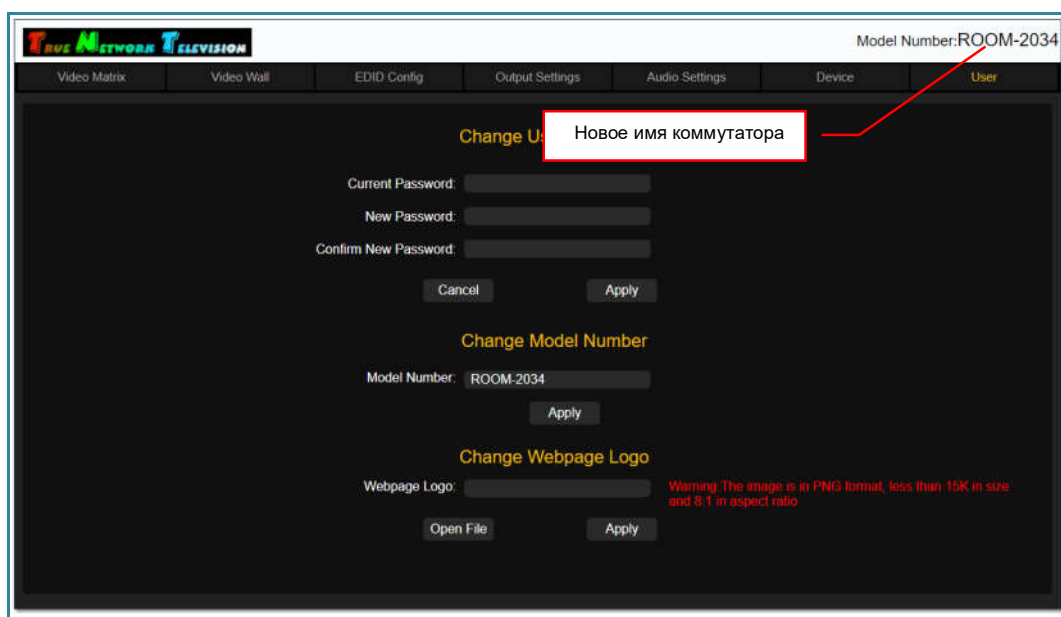 True Network Television
Model Number:ROOM-2034
Video Matrix Video Wall EDID Config Output Settings Audio Settings Device User
Change U
Новое имя коммутатора
Current Password:
New Password:
Confirm New Password:
Cancel Apply
Change Model Number
Model Number: ROOM-2034
Apply
Change Webpage Logo
Webpage Logo:
Warning:The image is in PNG format, less than 15K in size
and 8:1 in aspect ratio
Open File Apply